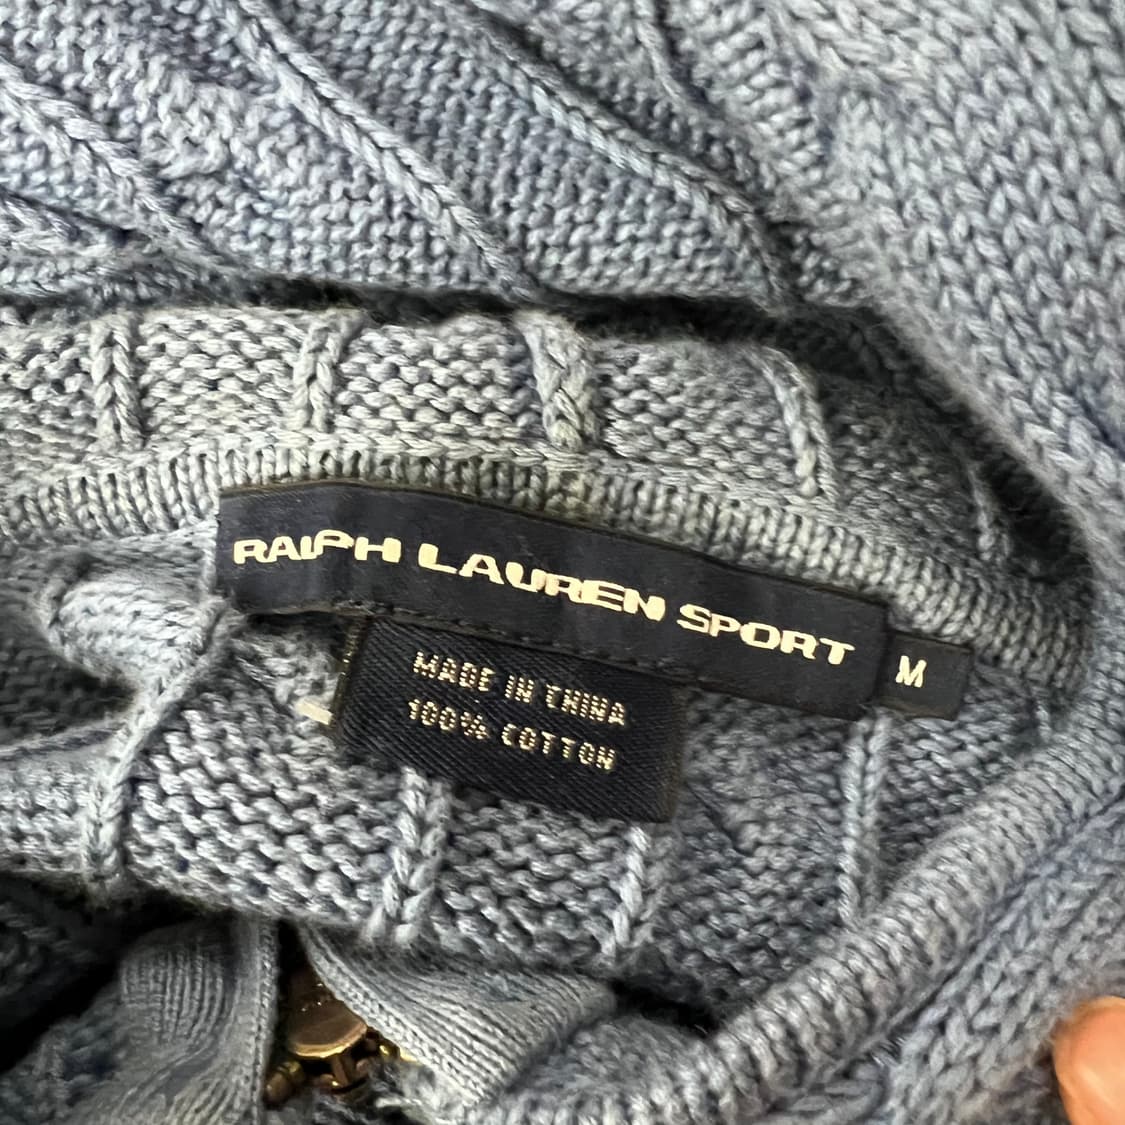 RALPH LAUREN SPORT
M
MADE IN CHINA
100% COTTON